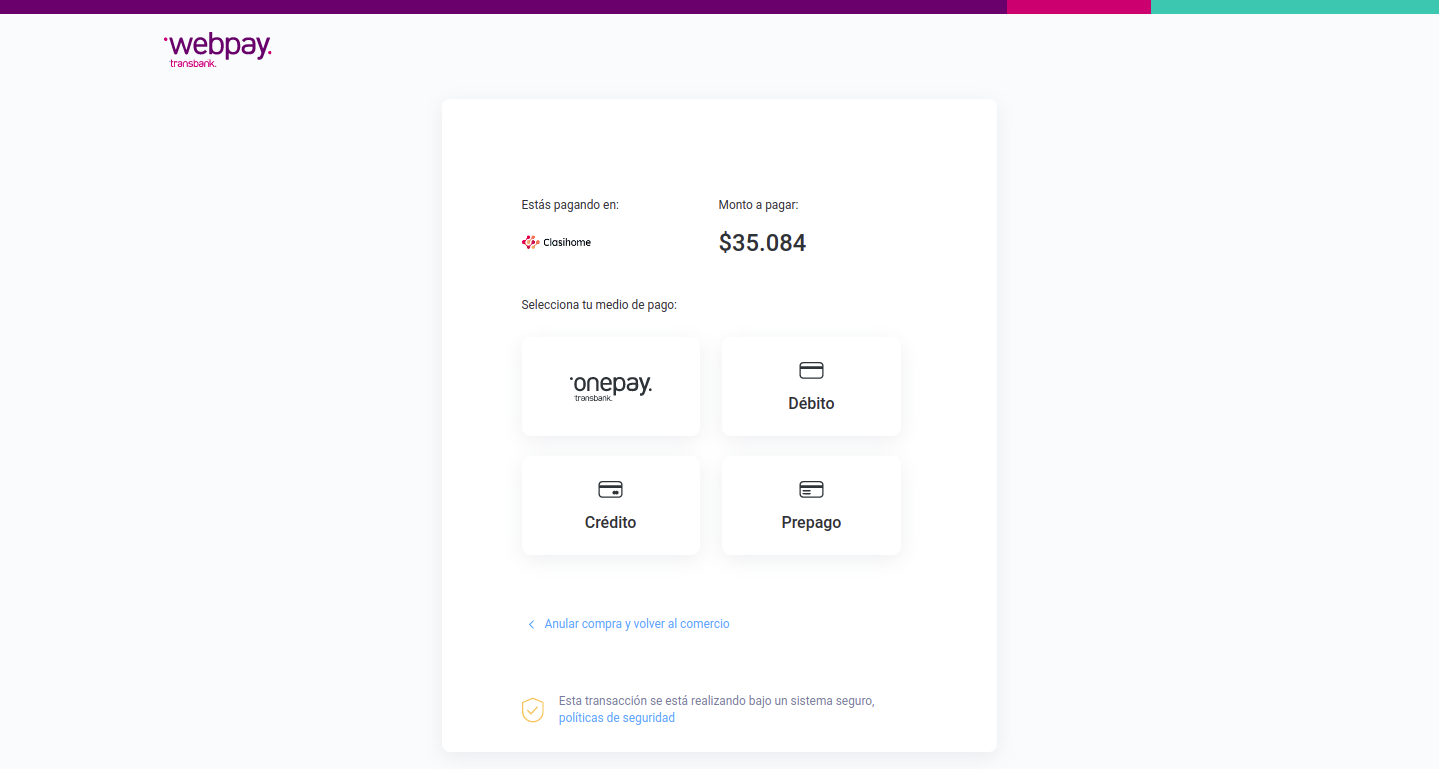 webpay.
transbank.
Estás pagando en:
Monto a pagar:
Clasihome
$35.084
Selecciona tu medio de pago:
onepay.
transbank.
Débito
Crédito
Prepago
Anular compra y volver al comercio
Esta transacción se está realizando bajo un sistema seguro,
políticas de seguridad